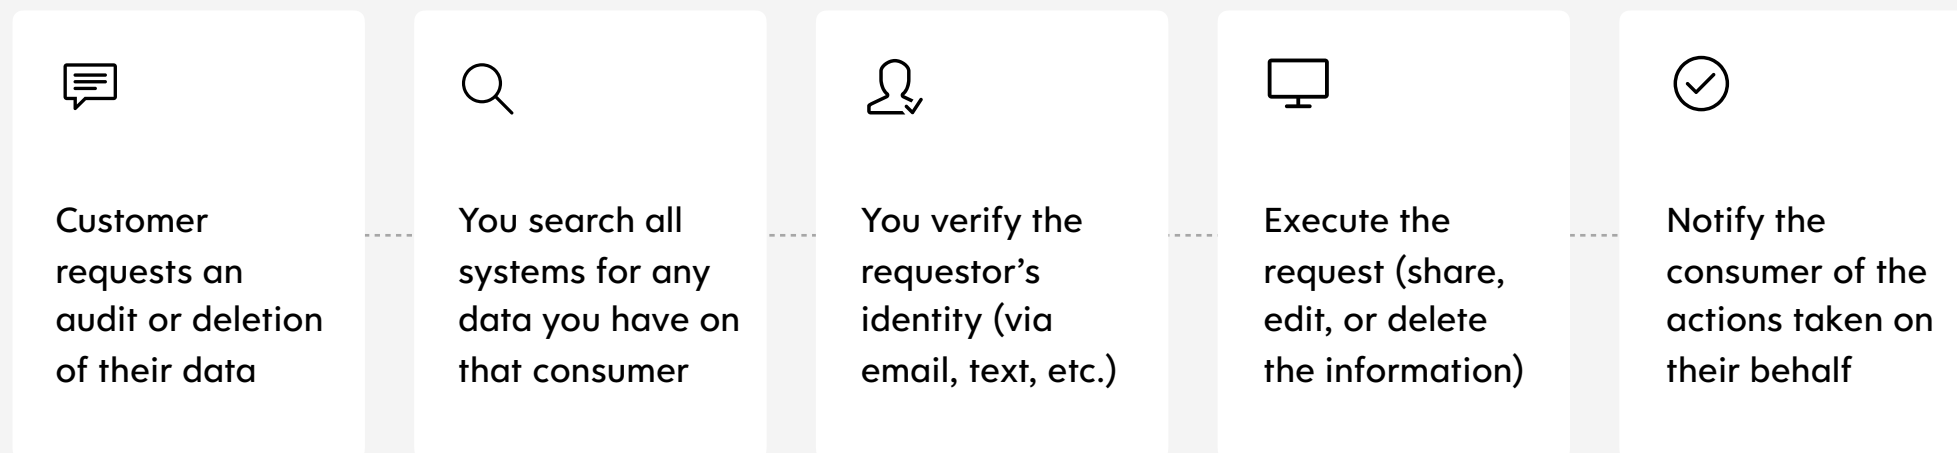 Customer
requests an
audit or deletion
of their data
You search all
systems for any
data you have on
that consumer
You verify the
requestor’s
identity (via
email, text, etc.)
Execute the
request (share,
edit, or delete
the information)
Notify the
consumer of the
actions taken on
their behalf